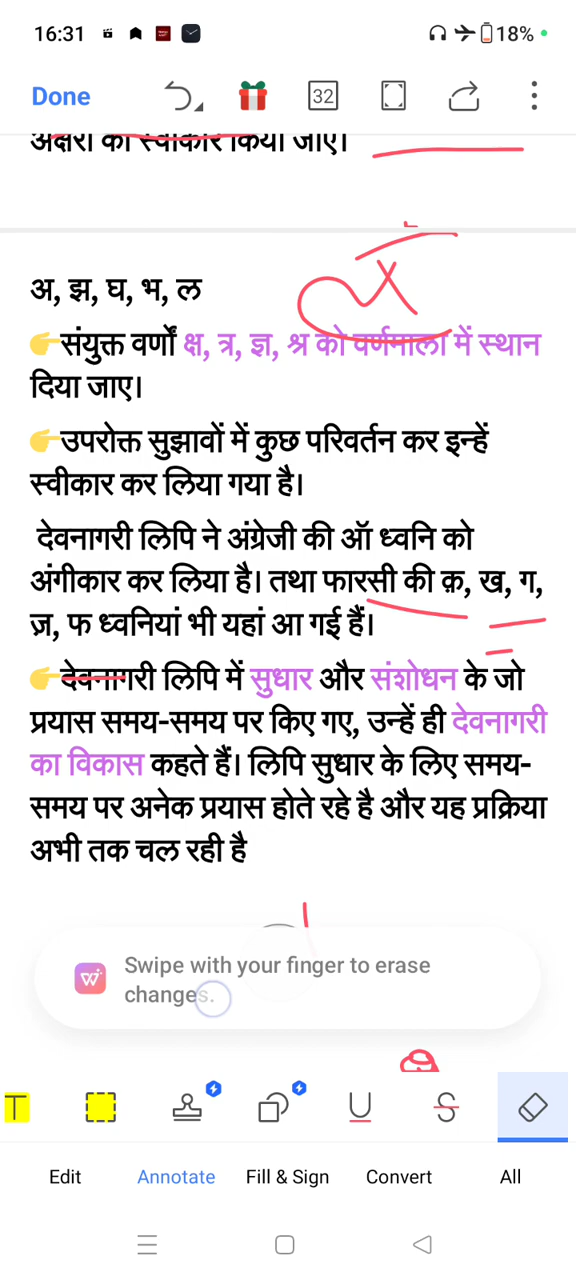 16:31
18%
Done
32
अक्षरों को स्वीकार किया जाए।
अ, झ, घ, भ, ल
👉संयुक्त वर्णों क्ष, त्र, ज्ञ, श्र को वर्णमाला में स्थान
दिया जाए।
👉उपरोक्त सुझावों में कुछ परिवर्तन कर इन्हें
स्वीकार कर लिया गया है।
देवनागरी लिपि ने अंग्रेजी की ऑ ध्वनि को
अंगीकार कर लिया है। तथा फारसी की क़, ख, ग,
ज़, फ ध्वनियां भी यहां आ गई हैं।
👉देवनागरी लिपि में सुधार और संशोधन के जो
प्रयास समय-समय पर किए गए, उन्हें ही देवनागरी
का विकास कहते हैं। लिपि सुधार के लिए समय-
समय पर अनेक प्रयास होते रहे है और यह प्रक्रिया
अभी तक चल रही है
Swipe with your finger to erase
changes.
T
U
S
Edit
Annotate
Fill & Sign
Convert
All